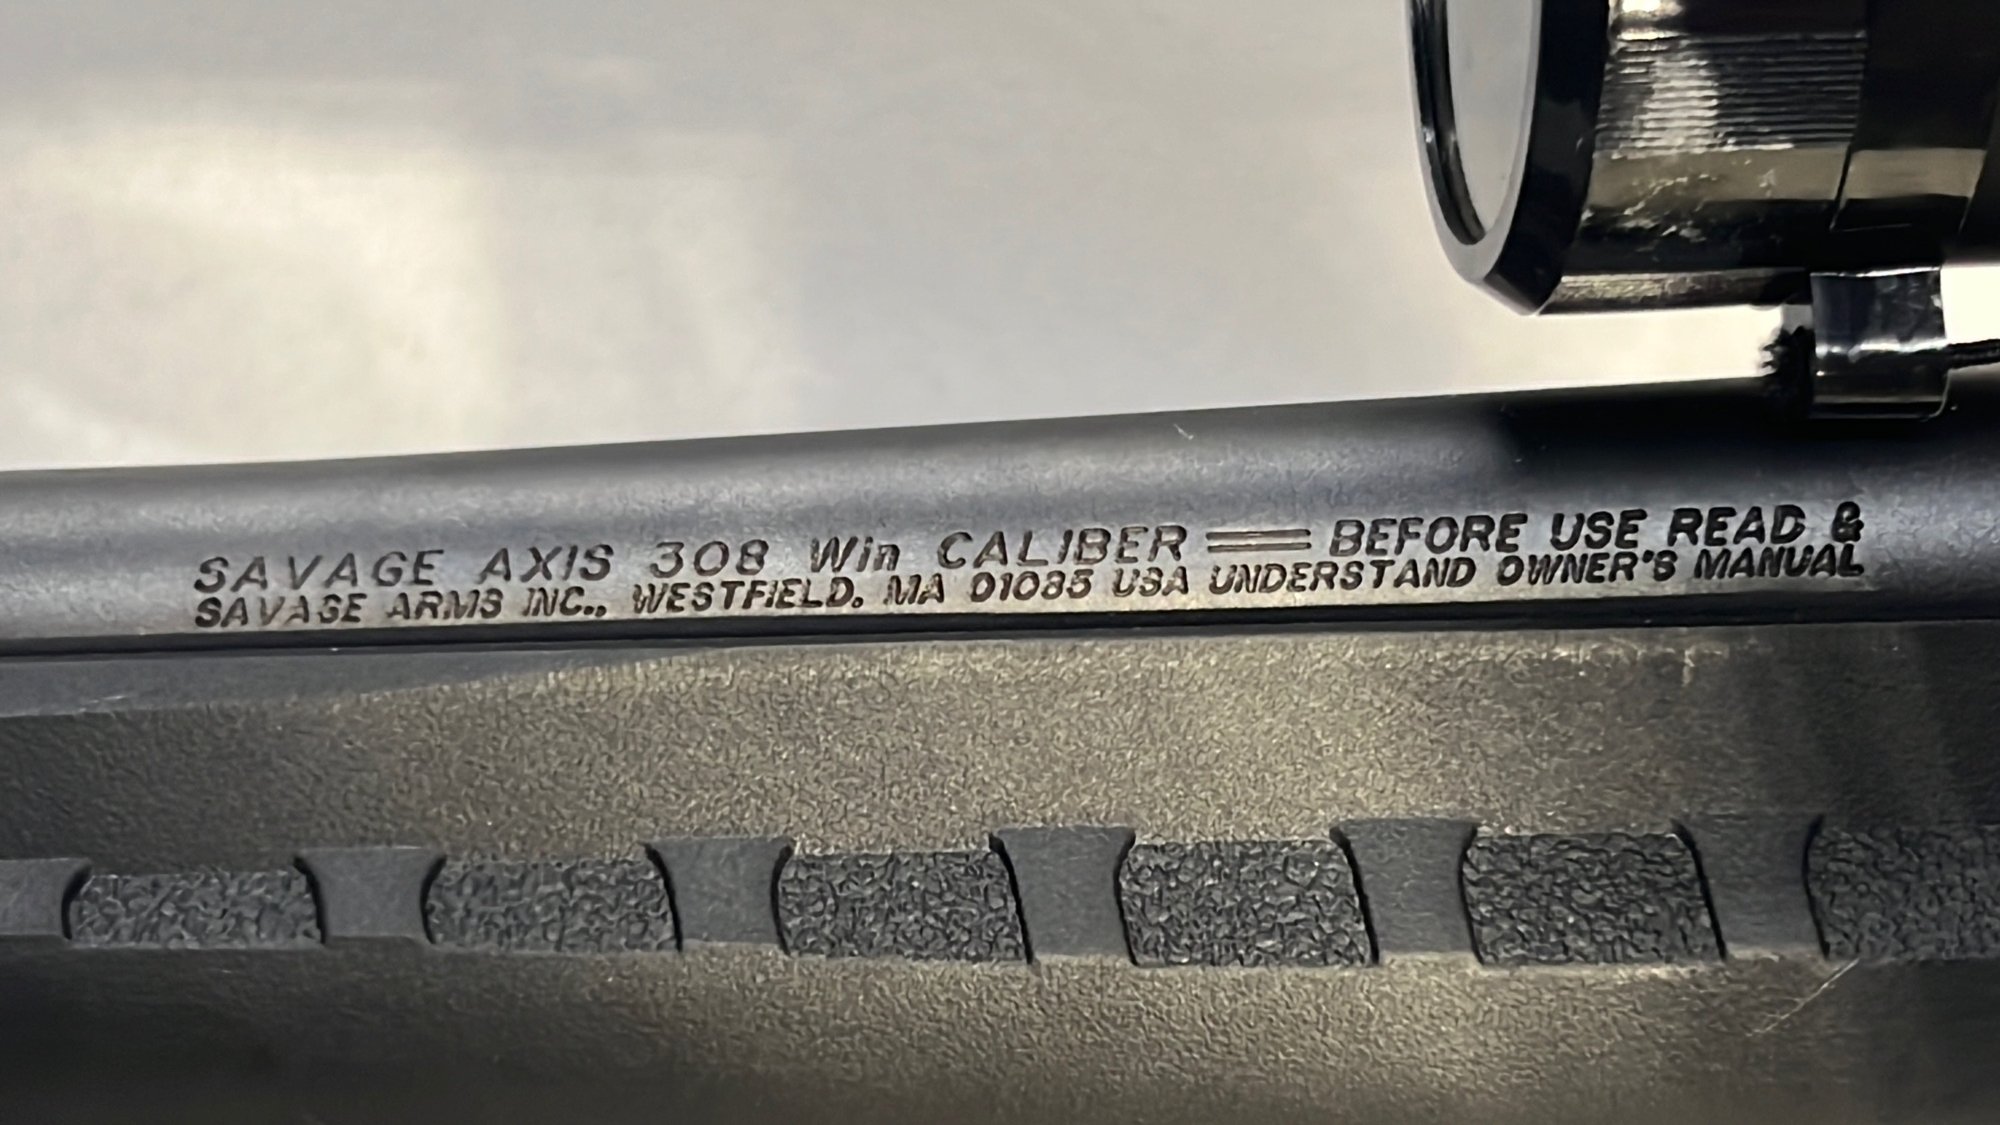 SAVAGE AXIS 308 Win CALIBER == BEFORE USE READ &
SAVAGE ARMS INC., WESTFIELD, MA 01085 USA UNDERSTAND OWNER'S MANUAL